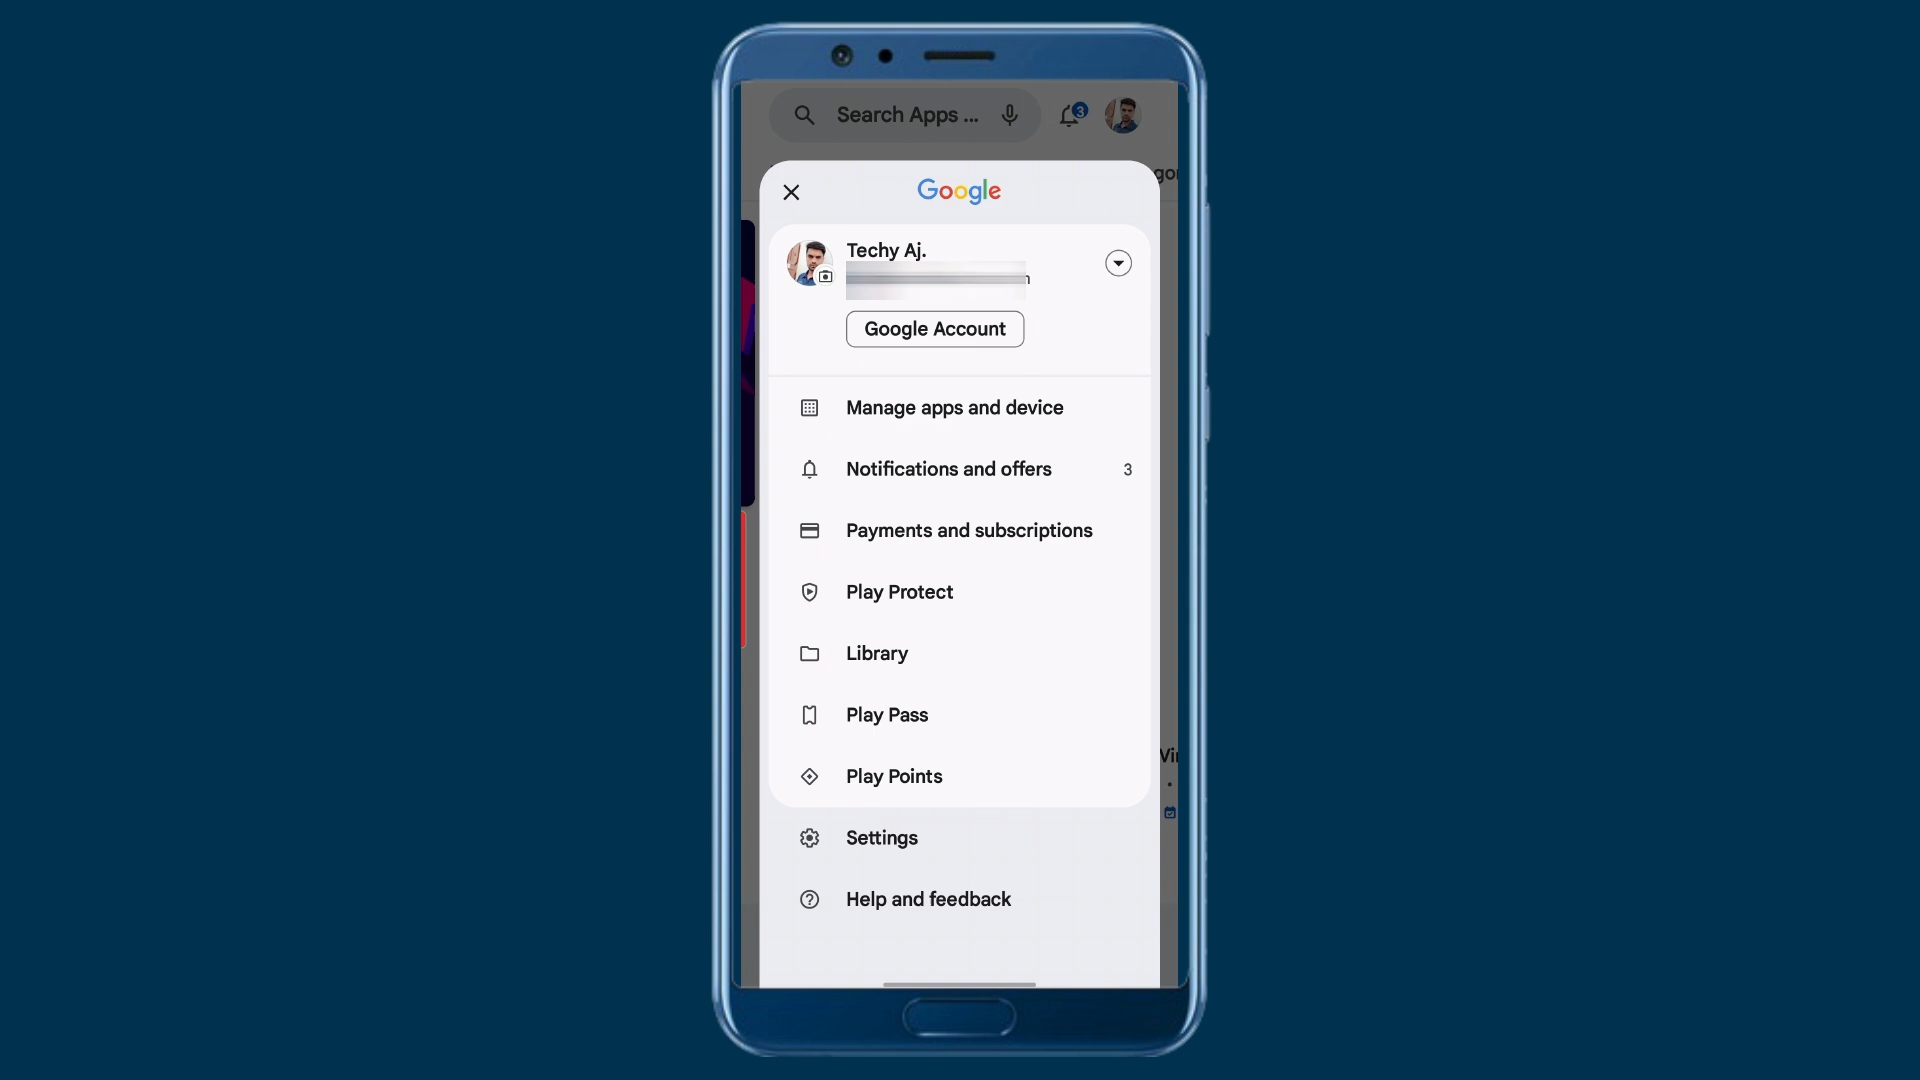 Search Apps ...
3
Google
Techy Aj.
Google Account
Manage apps and device
Notifications and offers 3
Payments and subscriptions
Play Protect
Library
Play Pass
Play Points
Settings
Help and feedback